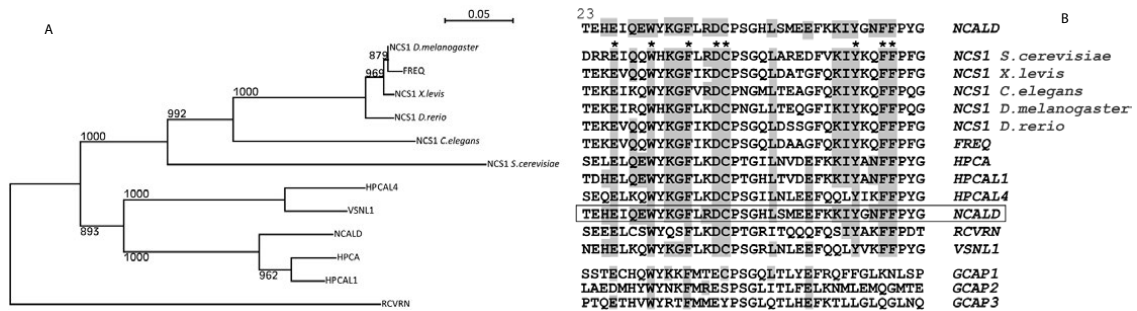 A
0.05
NCS1 D.melanogaster
879
FREQ
969
NCS1 X.levis
1000
NCS1 D.rerio
992
NCS1 C.elegans
1000
NCS1 S.cerevisiae
HPCAL4
1000
VSNL1
893
NCALD
1000
HPCA
962
HPCAL1
RCVRN
23
B
TEHEIQEWYKGFLRDCPSGHLSMEEFKKIYGNFFPYG NCALD
* * * * * * * *
DRREIQQWHKGFLRDCPSGQLAREDFVKIYKQFFPFG NCS1 S.cerevisiae
TEKEVQQWYKGFIKDCPSGQLDATGFQKIYKQFFPFG NCS1 X.levis
TEKEIKQWYKGFVRDCPNGMLTEAGFQKIYKQFFPQG NCS1 C.elegans
TEKEIRQWHKGFLKDCPNGLLTEQGFIKIYKQFFPQG NCS1 D.melanogaster
TEKEVQQWYKGFIKDCPSGQLDSSGFQKIYKQFFPFG NCS1 D.rerio
TEKEVQQWYKGFIKDCPSGQLDAAGFQKIYKQFFPFG FREQ
SELELQEWYKGFLKDCPTGILNVDEFKKIYANFFPYG HPCA
TDHELQEWYKGFLKDCPTGHLTVDEFKKIYANFFPYG HPCAL1
SEQELKQWYKGFLKDCPSGILNLEEFQQLYIKFFPYG HPCAL4
TEHEIQEWYKGFLRDCPSGHLSMEEFKKIYGNFFPYG NCALD
SEEELCSWYQSFLKDCPTGRITQQQFQSIYAKFFPDT RCVRN
NEHELKQWYKGFLKDCPSGRLNLEEFQQLYVKFFPYG VSNL1
SSTECHQWYKKFMTECPSGQLTLYEFRQFFGLKNLSP GCAP1
LAEDMHYWYNKFMRESPSGLITLFELKNMLEMQGMTE GCAP2
PTQETHVWYRTFMMEYPSGLQTLHEFKTLLGLQGLNQ GCAP3